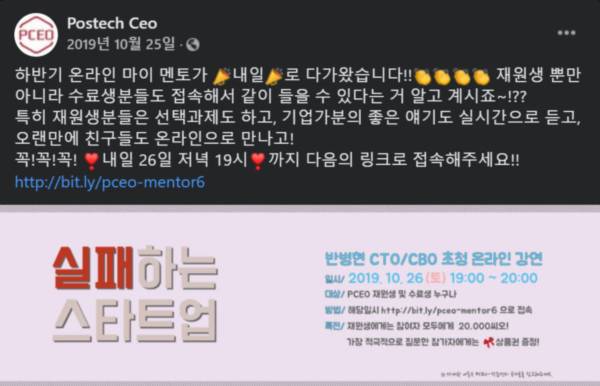 PCEO
Postech Ceo
2019년 10월 25일 ·
하반기 온라인 마이 멘토가 🎉내일🎉로 다가왔습니다!!👏👏👏👏 재원생 뿐만
아니라 수료생분들도 접속해서 같이 들을 수 있다는 거 알고 계시죠~!??
특히 재원생분들은 선택과제도 하고, 기업가분의 좋은 얘기도 실시간으로 듣고,
오랜만에 친구들도 온라인으로 만나고!
꼭!꼭!꼭! ❣내일 26일 저녁 19시❣까지 다음의 링크로 접속해주세요!!
http://bit.ly/pceo-mentor6
실패하는
스타트업
반병현 CTO/CBO 초청 온라인 강연
일시/ 2019, 10, 26 (토) 19:00 ~ 20:00
대상/ PCEO 재원생 및 수료생 누구나
방법/ 해당일시 http://bit.ly/pceo-mentor6 으로 접속
특전/ 재원생에게는 참여자 모두에게 20.000씨오!
가장 적극적으로 질문한 참가자에게는 상품권 증정!